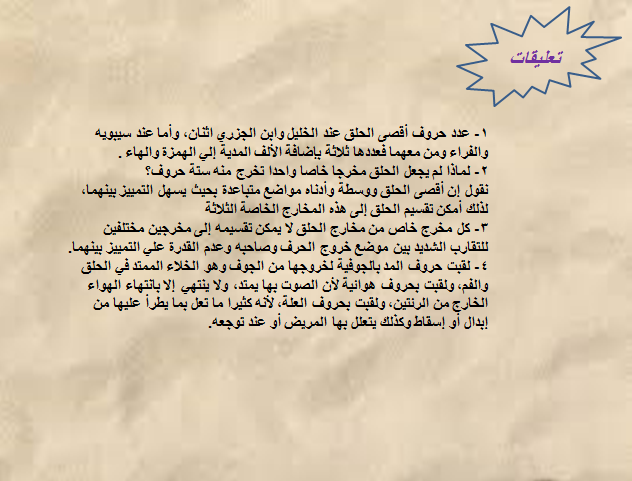 تعليقات
١- عدد حروف أقصى الحلق عند الخليل وابن الجزري اثنان، وأما عند سيبويه
والفراء ومن معهما فعددها ثلاثة بإضافة الألف المدية إلي الهمزة والهاء .
٢- لماذا لم يجعل الحلق مخرجا خاصا واحدا تخرج منه ستة حروف؟
نقول إن أقصى الحلق ووسطة وأدناه مواضع متباعدة بحيث يسهل التمييز بينهما،
لذلك أمكن تقسيم الحلق إلى هذه المخارج الخاصة الثلاثة
٣- كل مخرج خاص من مخارج الحلق لا يمكن تقسيمه إلى مخرجين مختلفين
للتقارب الشديد بين موضع خروج الحرف وصاحبه وعدم القدرة علي التمييز بينهما.
٤- لقبت حروف المد بالجوفية لخروجها من الجوف وهو الخلاء الممتد في الحلق
والفم، ولقبت بحروف هوائية لأن الصوت بها يمتد، ولا ينتهي إلا بانتهاء الهواء
الخارج من الرئتين، ولقبت بحروف العلة، لأنه كثيرا ما تعل بما يطرأ عليها من
إبدال أو إسقاط وكذلك يتعلل بها المريض أو عند توجعه.